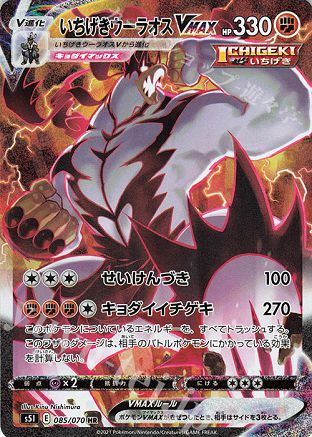 V進化
いちげきウーラオスVMAX HP330
いちげきウーラオスVから進化
キョダイマックス
ICHIGEKI
いちげき
せいけんづき 100
キョダイイチゲキ 270
このポケモンについているエネルギーを、すべてトラッシュする。
このワザのダメージは、相手のバトルポケモンにかかっている効果
を計算しない。
弱点 ×2 抵抗力 にげる
Illus. Kinu Nishimura
s5I E 085/070 HR
VMAXルール
ポケモンVMAXがきぜつしたとき、相手はサイドを3枚とる。
©2021 Pokémon/Nintendo/Creatures/GAME FREAK.